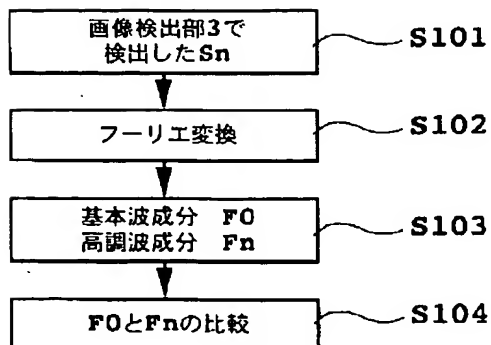 画像検出部3で
検出したSn
S101
フーリエ変換
S102
基本波成分 F0
高調波成分 Fn
S103
F0とFnの比較
S104